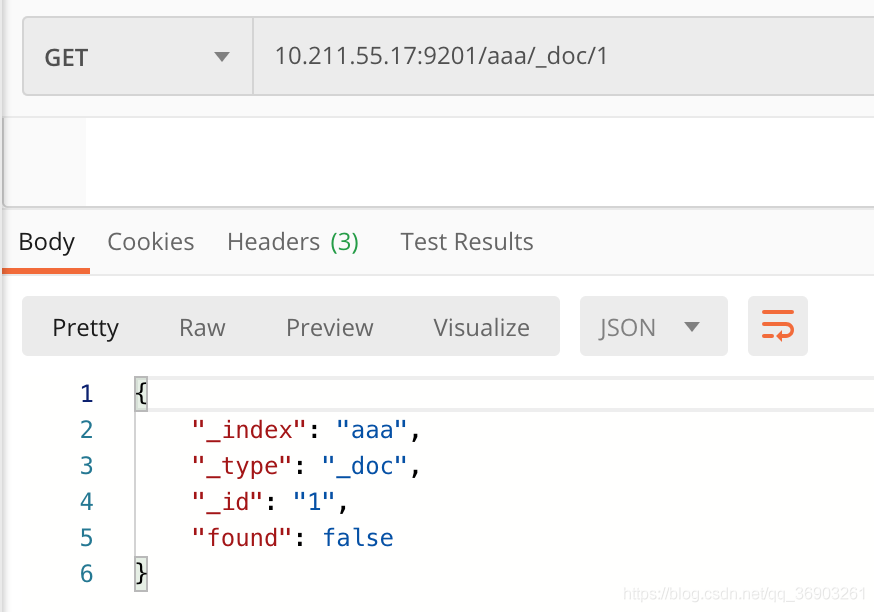 GET 10.211.55.17:9201/aaa/_doc/1
Body Cookies Headers (3) Test Results
Pretty Raw Preview Visualize JSON
1 {
2 "_index": "aaa",
3 "_type": "_doc",
4 "_id": "1",
5 "found": false
6 }
https://blog.csdn.net/qq_36903261